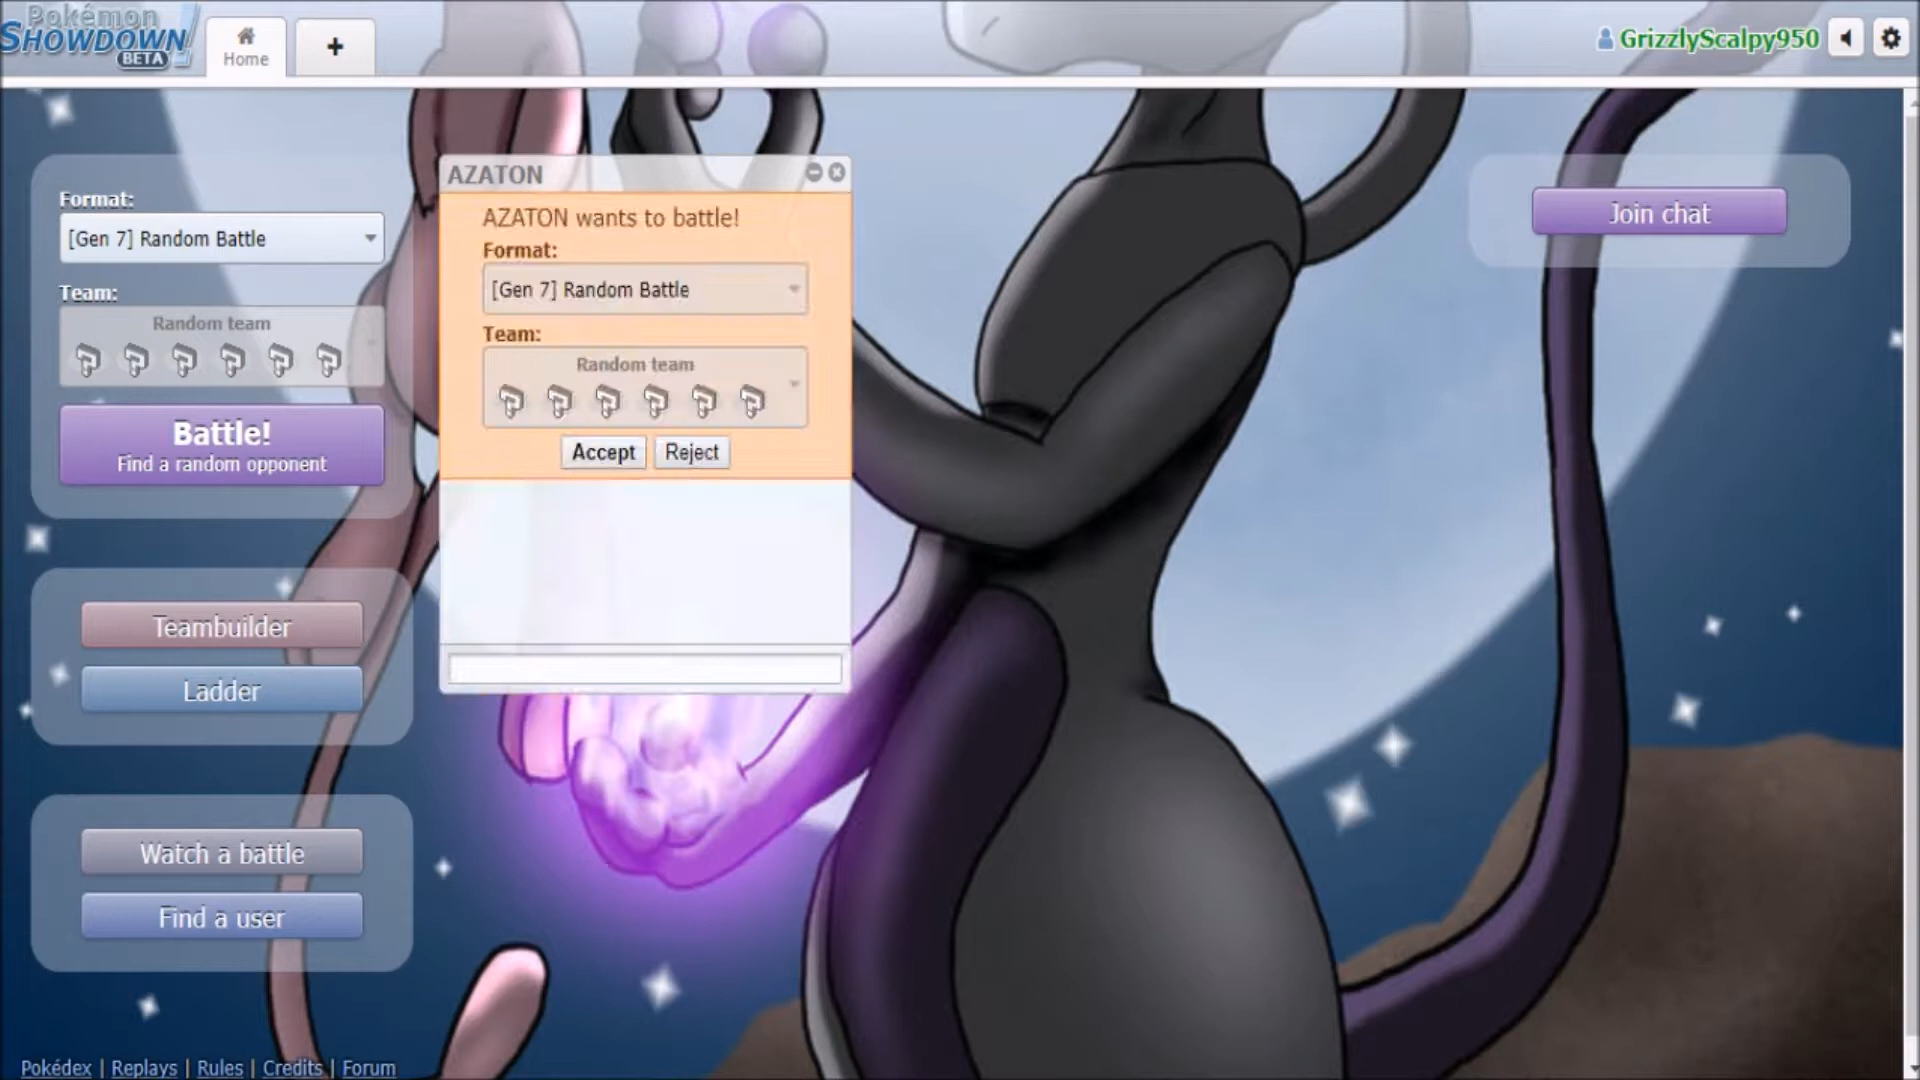 Pokémon
SHOWDOWN!
BETA
Home
+
GrizzlyScalpy950
Format:
[Gen 7] Random Battle
Team:
Random team
? ? ? ? ? ?
Battle!
Find a random opponent
Teambuilder
Ladder
Watch a battle
Find a user
AZATON
AZATON wants to battle!
Format:
[Gen 7] Random Battle
Team:
Random team
? ? ? ? ? ?
Accept Reject
Join chat
Pokédex | Replays | Rules | Credits | Forum